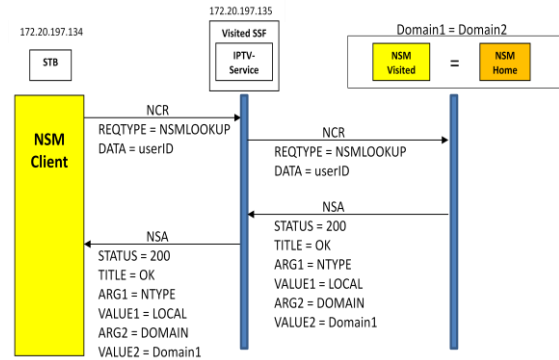 172.20.197.135
172.20.197.134
Domain1 = Domain2
Visited SSF
STB
IPTV-
Service
NSM
Visited
=
NSM
Home
NSM
Client
NCR
REQTYPE = NSMLOOKUP
DATA = userID
NCR
REQTYPE = NSMLOOKUP
DATA = userID
NSA
STATUS = 200
TITLE = OK
ARG1 = NTYPE
VALUE1 = LOCAL
ARG2 = DOMAIN
VALUE2 = Domain1
NSA
STATUS = 200
TITLE = OK
ARG1 = NTYPE
VALUE1 = LOCAL
ARG2 = DOMAIN
VALUE2 = Domain1